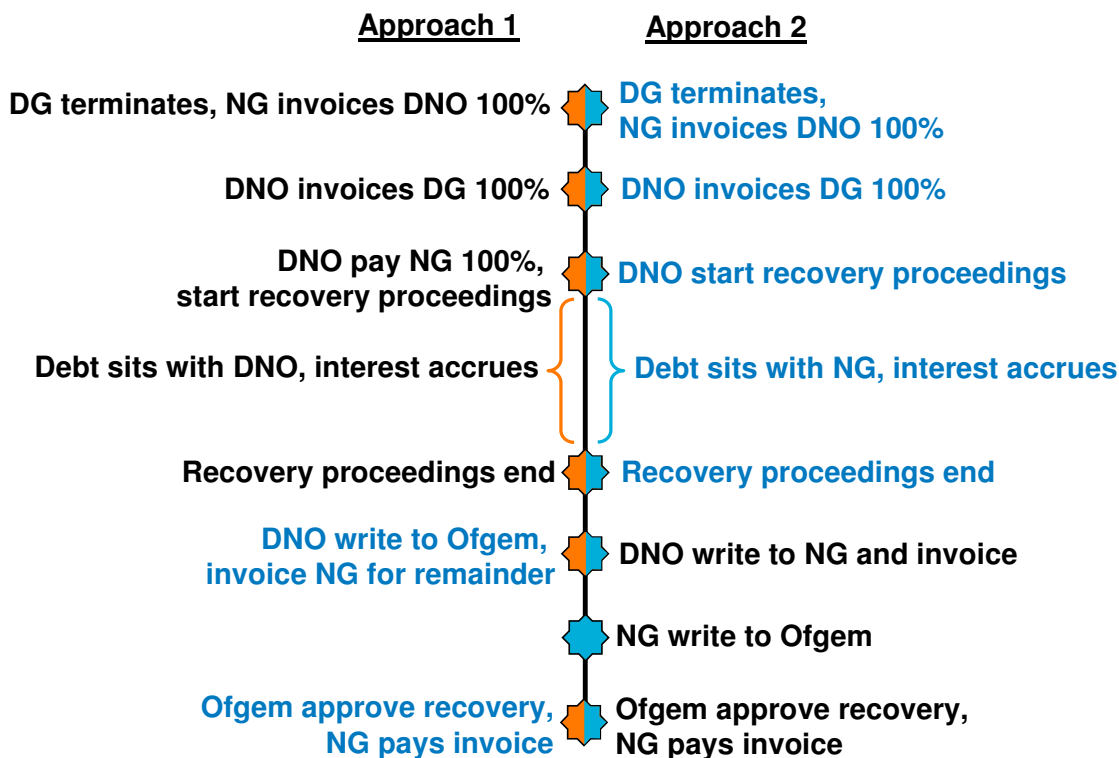 Approach 1
Approach 2
DG terminates, NG invoices DNO 100%
DG terminates,
NG invoices DNO 100%
DNO invoices DG 100%
DNO invoices DG 100%
DNO pay NG 100%,
start recovery proceedings
DNO start recovery proceedings
Debt sits with DNO, interest accrues
Debt sits with NG, interest accrues
Recovery proceedings end
Recovery proceedings end
DNO write to Ofgem,
invoice NG for remainder
DNO write to NG and invoice
NG write to Ofgem
Ofgem approve recovery,
NG pays invoice
Ofgem approve recovery,
NG pays invoice